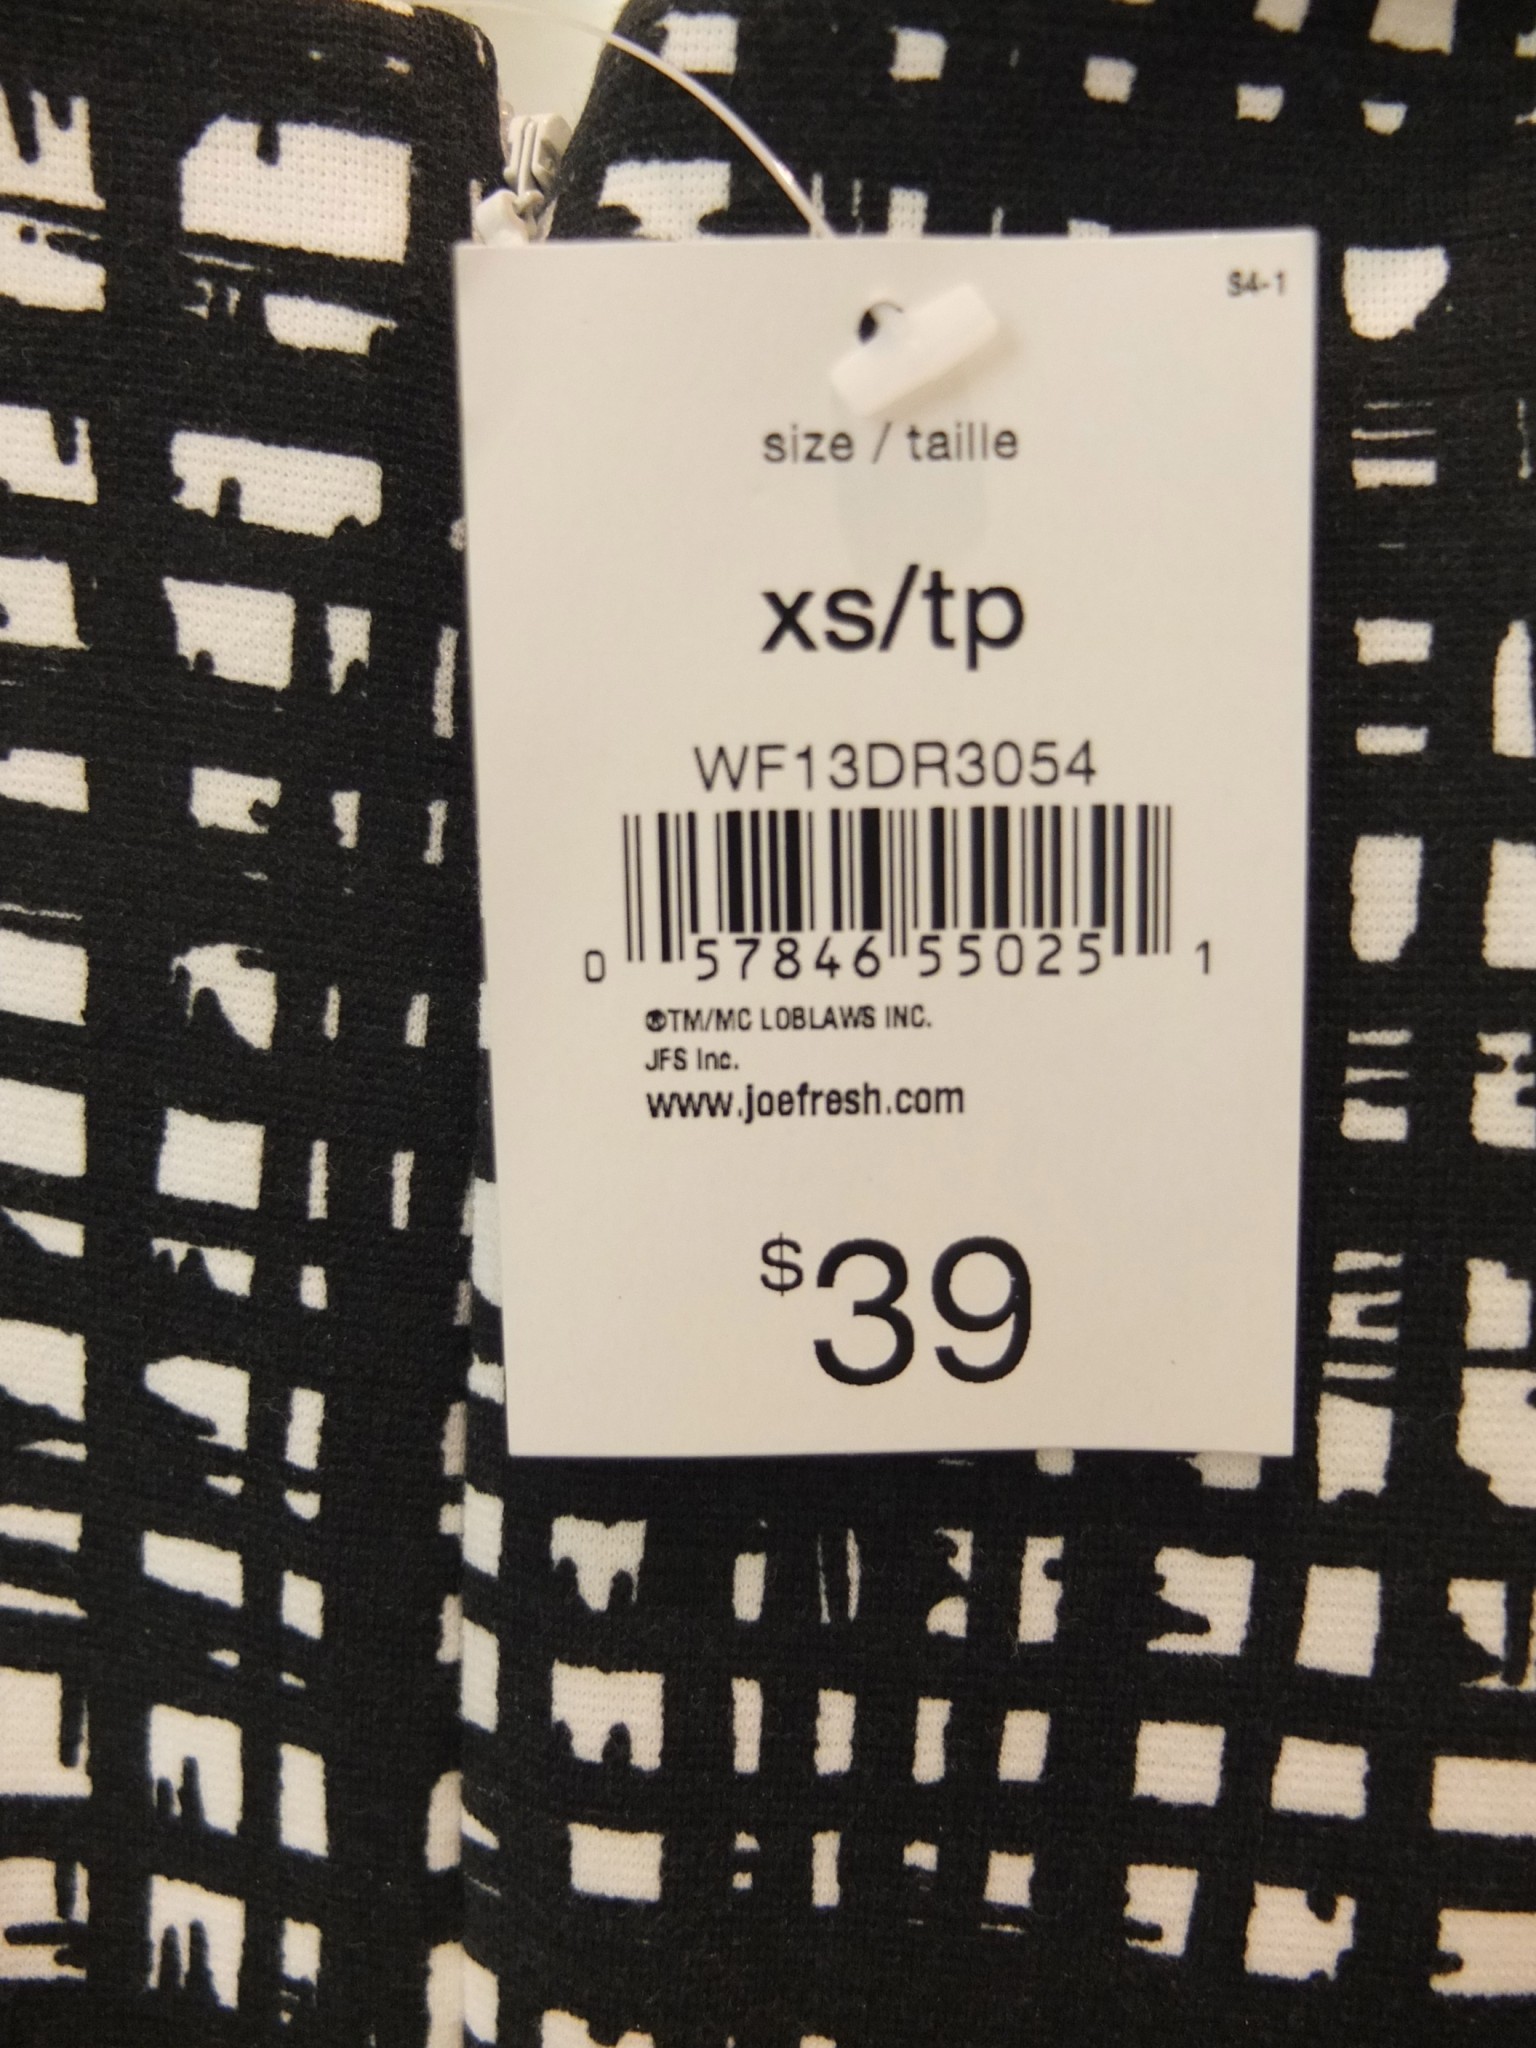 S4-1
size / taille
xs/tp
WF13DR3054
0 57846 55025 1
®TM/MC LOBLAWS INC.
JFS Inc.
www.joefresh.com
$39